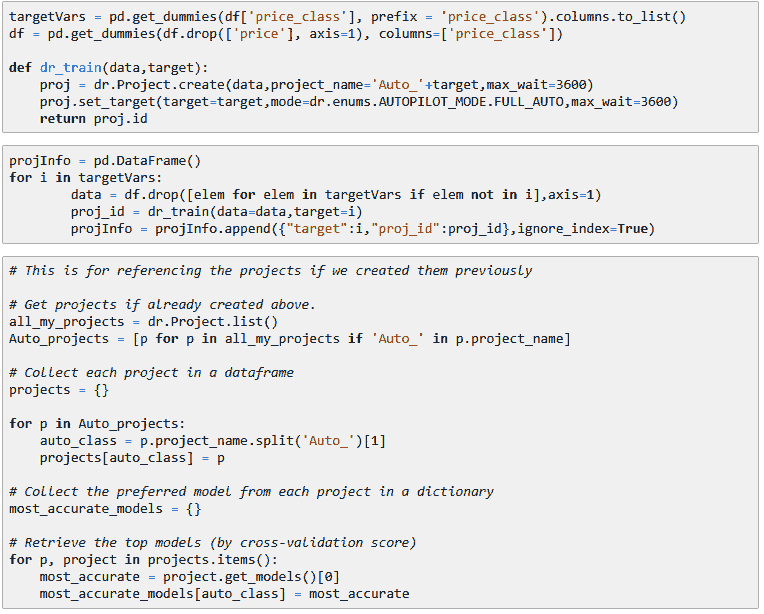 targetVars = pd.get_dummies(df['price_class'], prefix = 'price_class').columns.to_list()
df = pd.get_dummies(df.drop(['price'], axis=1), columns=['price_class'])
def dr_train(data,target):
    proj = dr.Project.create(data,project_name='Auto_'+target,max_wait=3600)
    proj.set_target(target=target,mode=dr.enums.AUTOPILOT_MODE.FULL_AUTO,max_wait=3600)
    return proj.id
projInfo = pd.DataFrame()
for i in targetVars:
        data = df.drop([elem for elem in targetVars if elem not in i],axis=1)
        proj_id = dr_train(data=data,target=i)
        projInfo = projInfo.append({"target":i,"proj_id":proj_id},ignore_index=True)
# This is for referencing the projects if we created them previously
# Get projects if already created above.
all_my_projects = dr.Project.list()
Auto_projects = [p for p in all_my_projects if 'Auto_' in p.project_name]
# Collect each project in a dataframe
projects = {}
for p in Auto_projects:
    auto_class = p.project_name.split('Auto_')[1]
    projects[auto_class] = p
# Collect the preferred model from each project in a dictionary
most_accurate_models = {}
# Retrieve the top models (by cross-validation score)
for p, project in projects.items():
    most_accurate = project.get_models()[0]
    most_accurate_models[auto_class] = most_accurate